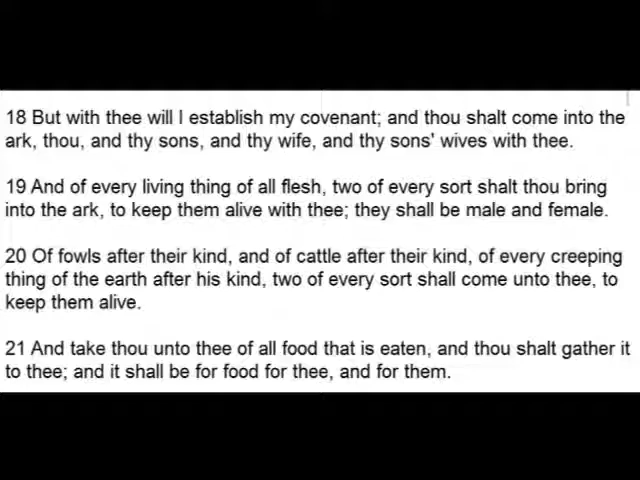 18 But with thee will I establish my covenant; and thou shalt come into the
ark, thou, and thy sons, and thy wife, and thy sons' wives with thee.
19 And of every living thing of all flesh, two of every sort shalt thou bring
into the ark, to keep them alive with thee; they shall be male and female.
20 Of fowls after their kind, and of cattle after their kind, of every creeping
thing of the earth after his kind, two of every sort shall come unto thee, to
keep them alive.
21 And take thou unto thee of all food that is eaten, and thou shalt gather it
to thee; and it shall be for food for thee, and for them.